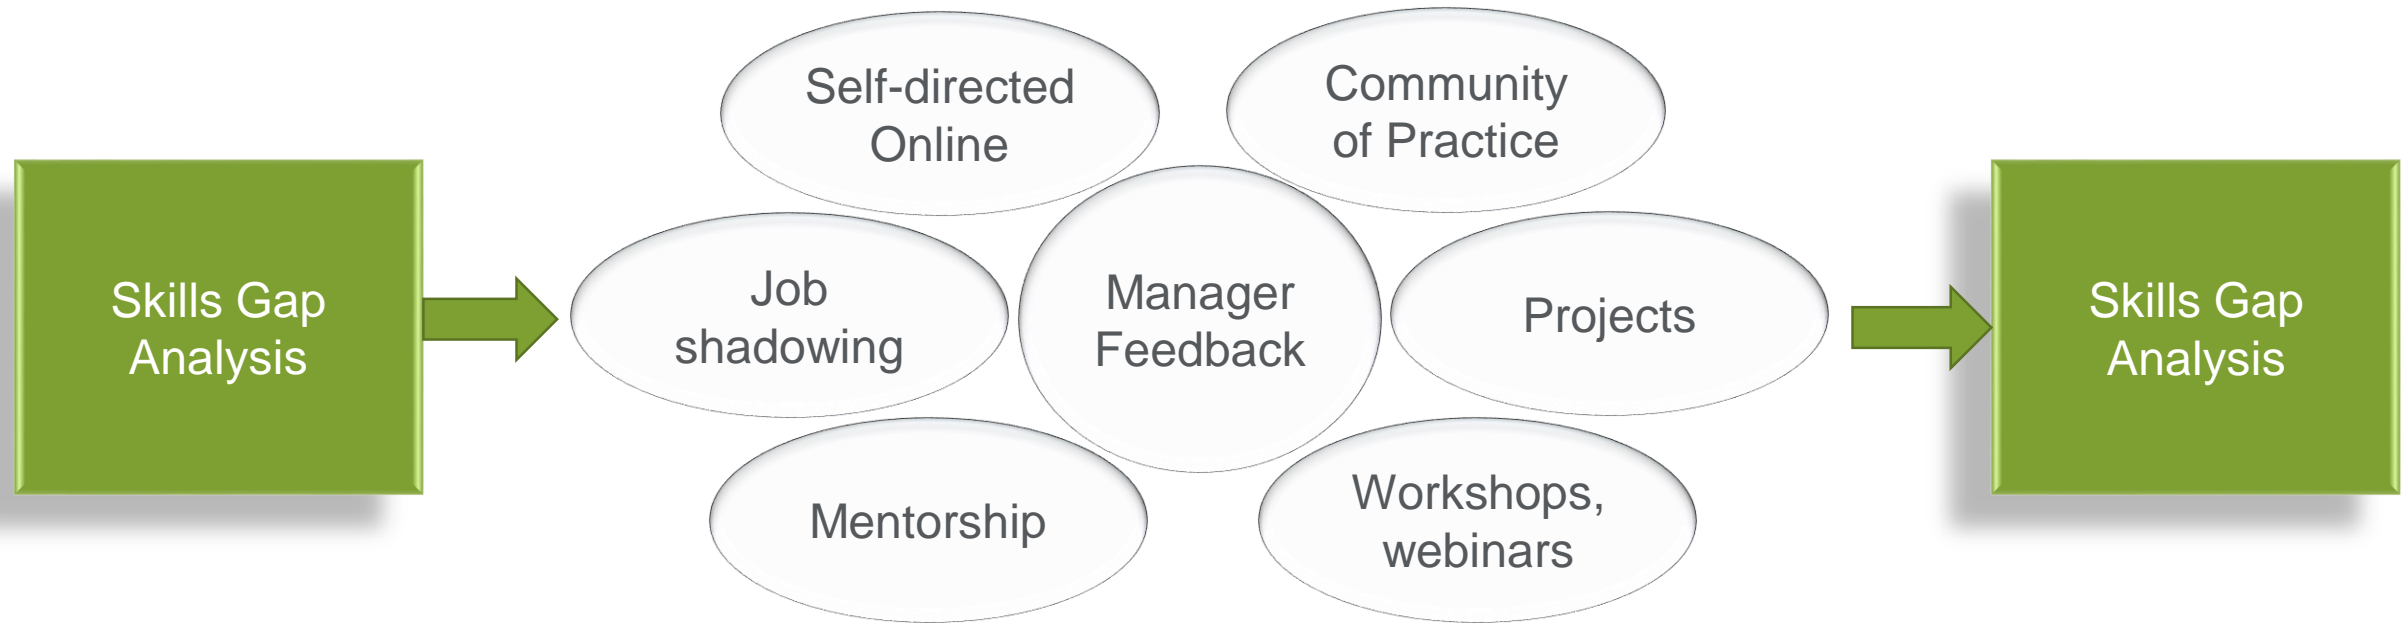 Skills Gap
Analysis
Self-directed
Online
Community
of Practice
Job
shadowing
Manager
Feedback
Projects
Mentorship
Workshops,
webinars
Skills Gap
Analysis